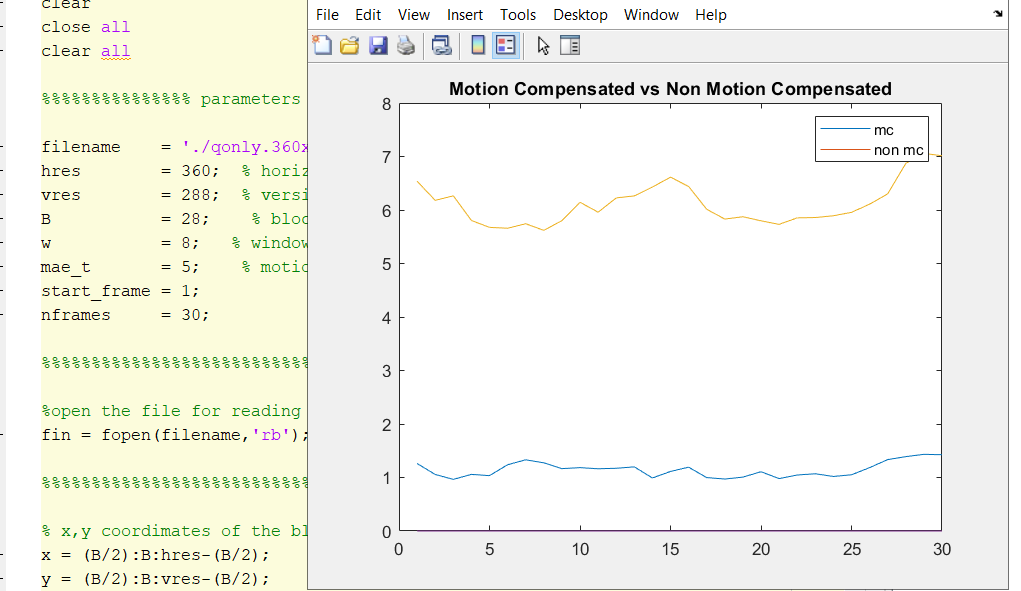 clear
close all
clear all
%%%%%%%%%%%%%%% parameters
filename = './qonly.360x
hres = 360; % horiz
vres = 288; % versi
B = 28; % bloc
w = 8; % window
mae_t = 5; % motic
start_frame = 1;
nframes = 30;
%%%%%%%%%%%%%%%%%%%%%%%%%%%
%open the file for reading
fin = fopen(filename,'rb');
%%%%%%%%%%%%%%%%%%%%%%%%%%%
% x,y coordimates of the bl
x = (B/2):B:hres-(B/2);
y = (B/2):B:vres-(B/2);
File Edit View Insert Tools Desktop Window Help
Motion Compensated vs Non Motion Compensated
mc
non mc
8
7
6
5
4
3
2
1
0
0 5 10 15 20 25 30